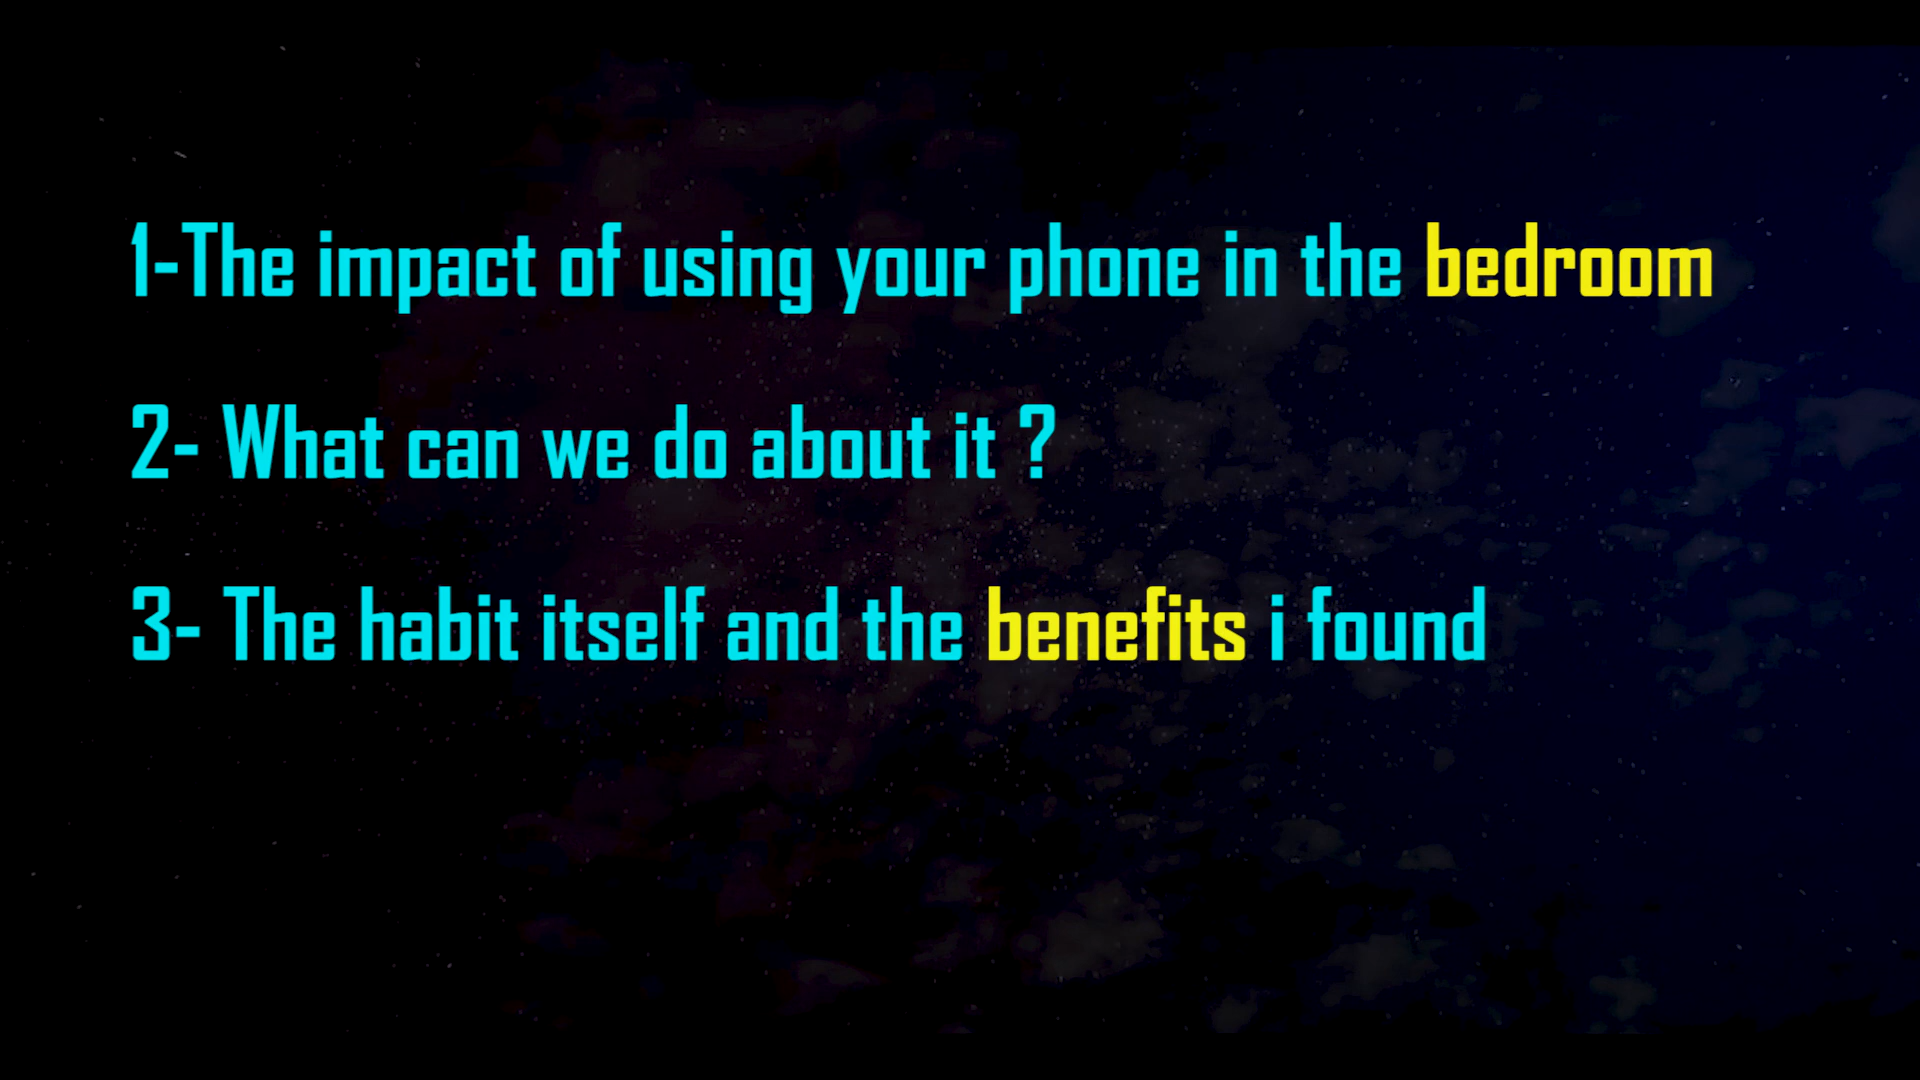 1-The impact of using your phone in the bedroom
2- What can we do about it ?
3- The habit itself and the benefits i found